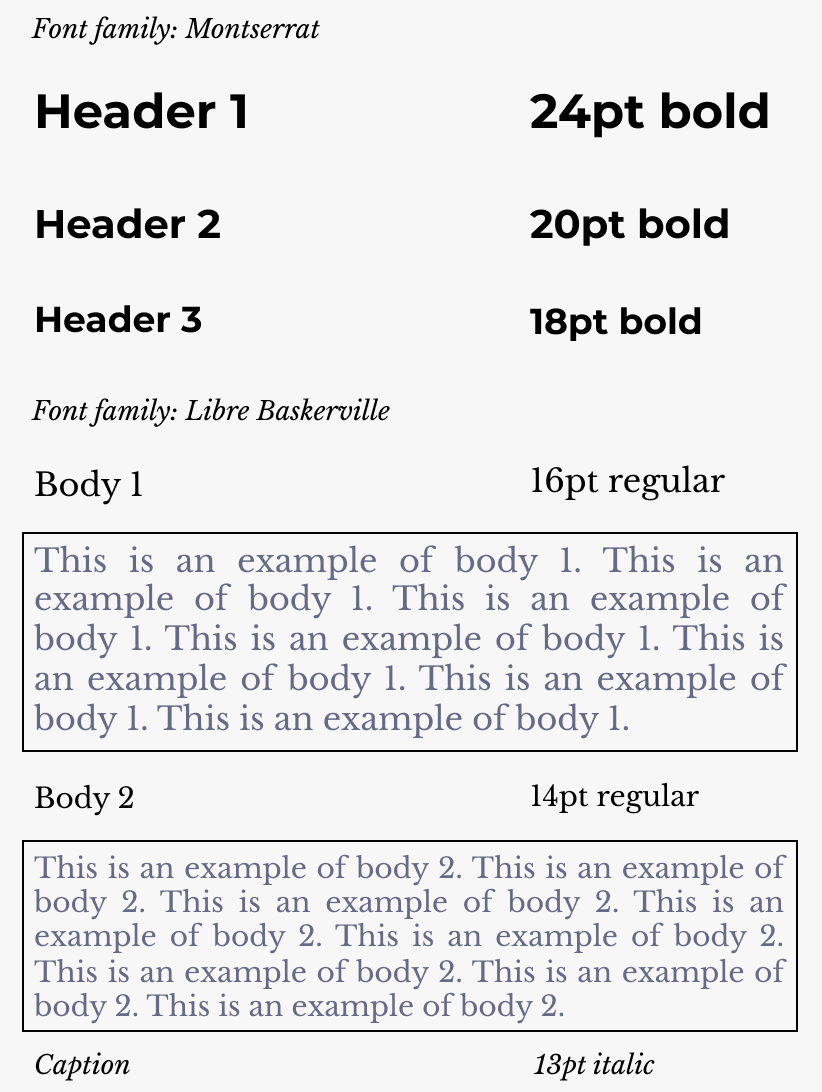 Font family: Montserrat
Header 1 24pt bold
Header 2 20pt bold
Header 3 18pt bold
Font family: Libre Baskerville
Body 1 16pt regular
This is an example of body 1. This is an
example of body 1. This is an example of
body 1. This is an example of body 1. This is
an example of body 1. This is an example of
body 1. This is an example of body 1.
Body 2 14pt regular
This is an example of body 2. This is an example of
body 2. This is an example of body 2. This is an
example of body 2. This is an example of body 2.
This is an example of body 2. This is an example of
body 2. This is an example of body 2.
Caption 13pt italic